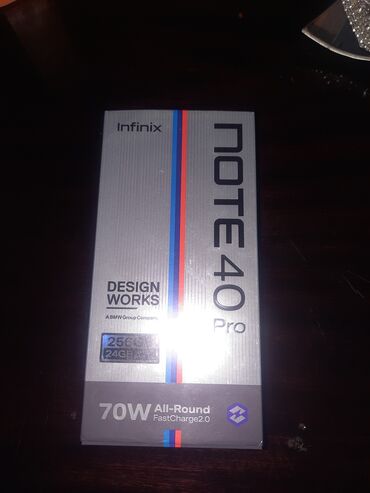 Infinix
NOTE 40
Pro
DESIGN
WORKS
A BMW Group Company
70W All-Round
FastCharge2.0